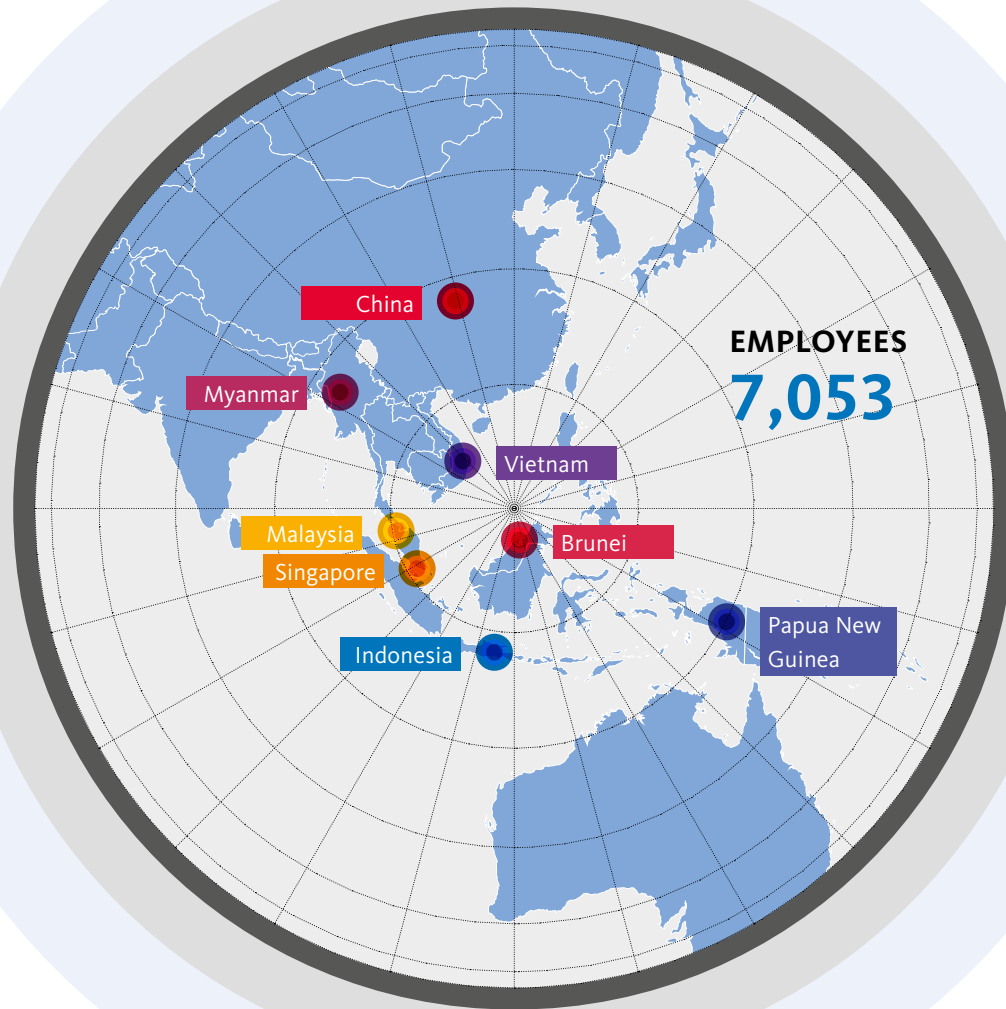 China
EMPLOYEES
7,053
Myanmar
Vietnam
Malaysia
Brunei
Singapore
Papua New
Guinea
Indonesia